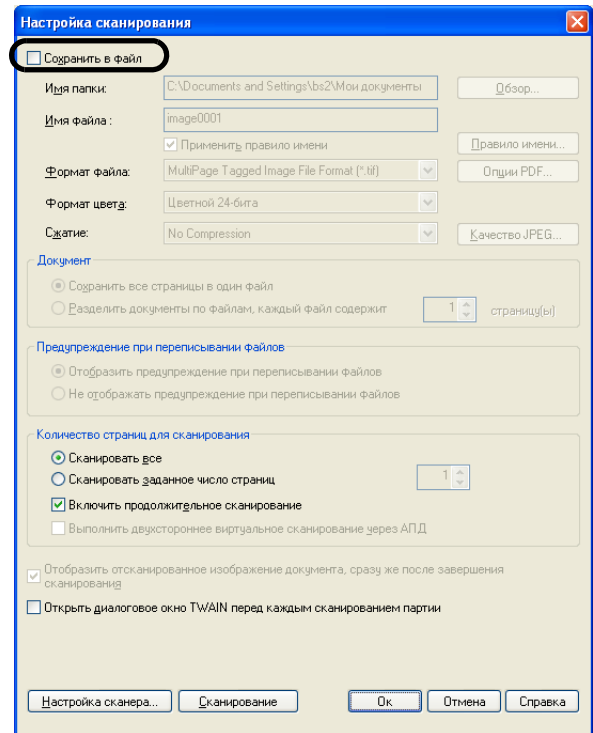 Настройка сканирования
Сохранить в файл
Имя папки: C:\Documents and Settings\bs2\Мои документы Обзор...
Имя файла : image0001
Применить правило имени Правило имени...
Формат файла: MultiPage Tagged Image File Format (*.tif) Опции PDF...
Формат цвета: Цветной 24-бита
Сжатие: No Compression Качество JPEG...
Документ
Сохранить все страницы в один файл
Разделить документы по файлам, каждый файл содержит 1 страницу(ы)
Предупреждение при переписывании файлов
Отобразить предупреждение при переписывании файлов
Не отображать предупреждение при переписывании файлов
Количество страниц для сканирования
Сканировать все
Сканировать заданное число страниц 1
Включить продолжительное сканирование
Выполнить двухстороннее виртуальное сканирование через АПД
Отобразить отсканированное изображение документа, сразу же после завершения
сканирования
Открыть диалоговое окно TWAIN перед каждым сканированием партии
Настройка сканера... Сканирование Ок Отмена Справка